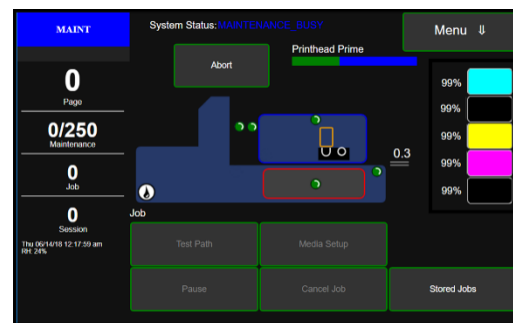 MAINT
System Status:MAINTENANCE_BUSY
Menu ⇓
Printhead Prime
Abort
0
Page
0/250
Maintenance
0
Job
0
Session
Thu 06/14/18 12:17:59 am
RH: 24%
99%
99%
99%
99%
99%
0.3
Job
Test Path
Media Setup
Pause
Cancel Job
Stored Jobs